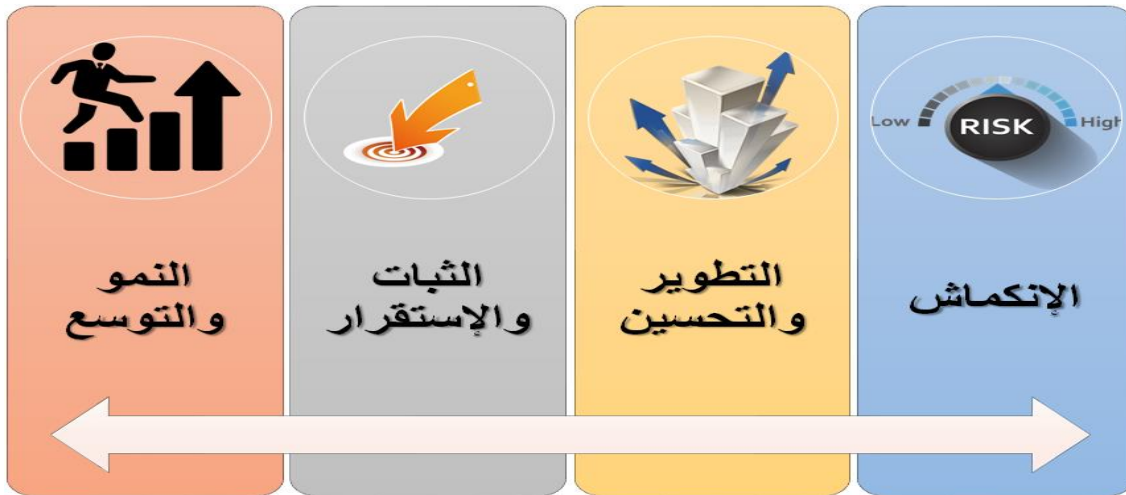 Low
RISK
High
الإنكماش
التطوير
والتحسين
الثبات
والإستقرار
النمو
والتوسع